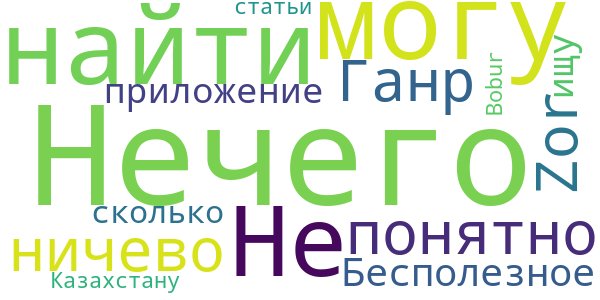 статьи
найти
могу
приложение
Ганр
ищу
Bobur
Zor
Нечего
сколько
Не
понятно
ничево
Бесполезное
Казахстану